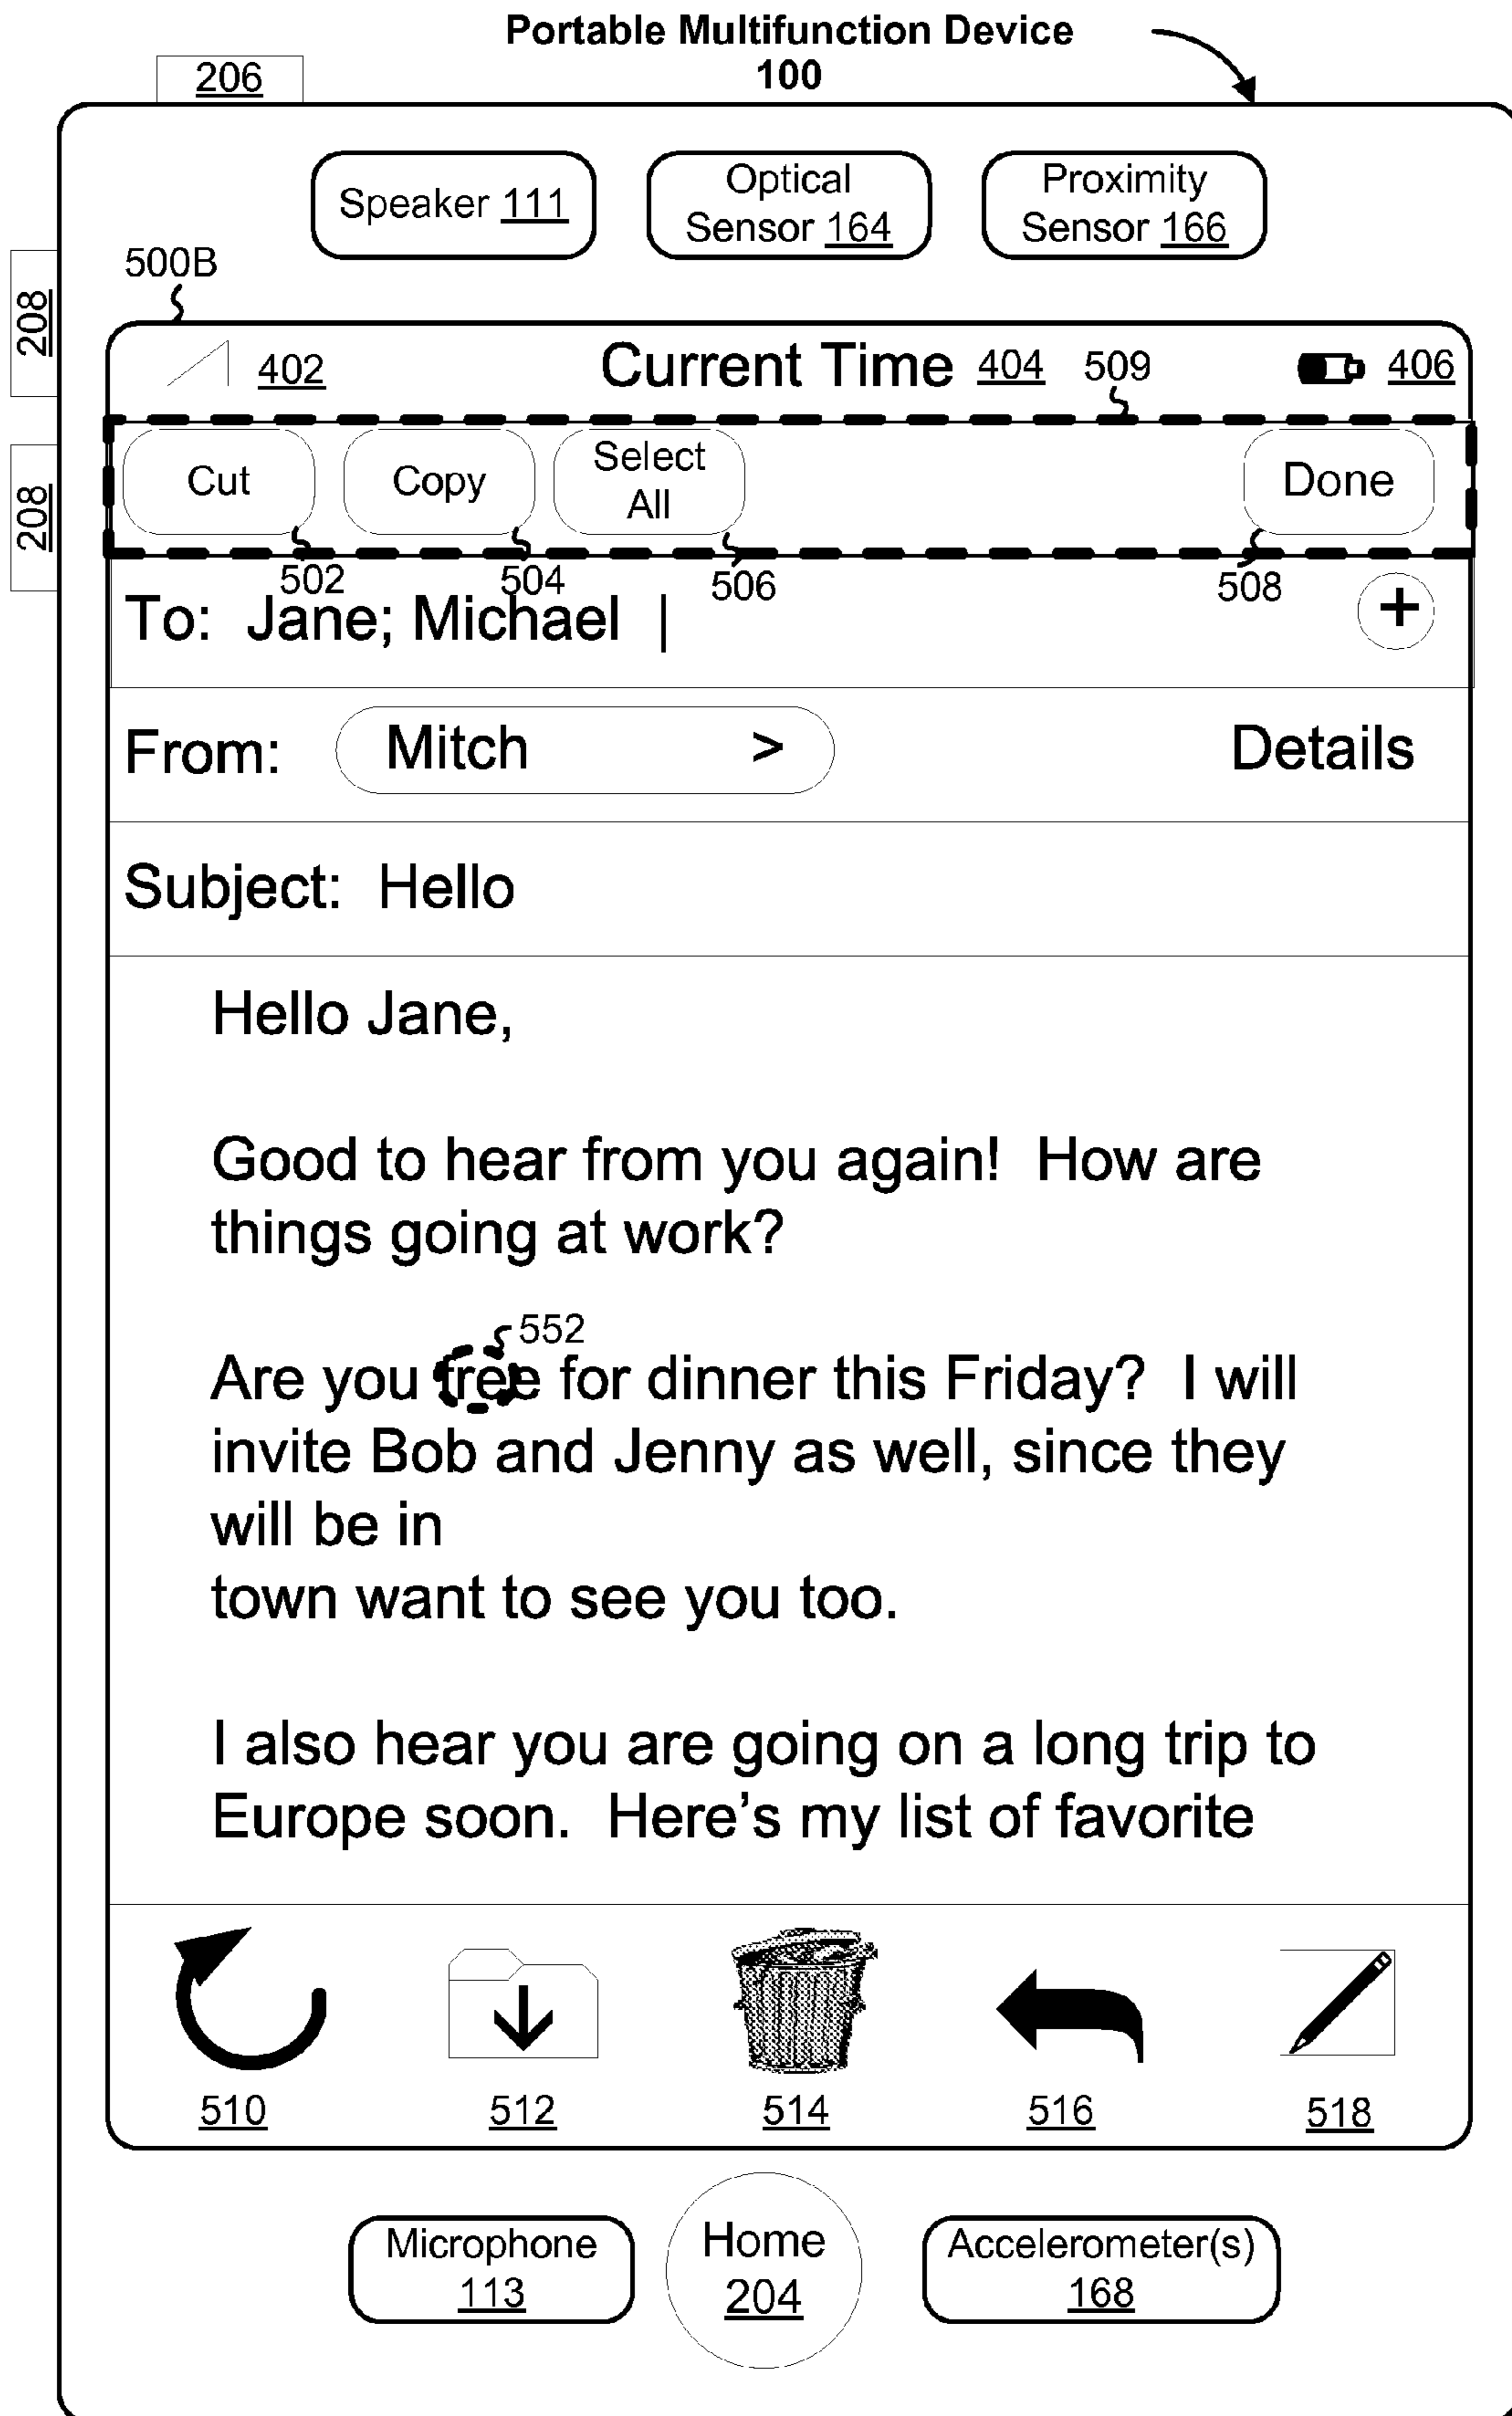 Portable Multifunction Device
100
206
Speaker 111
Optical
Sensor 164
Proximity
Sensor 166
500B
208
208
402
Current Time 404
509
406
Cut
Copy
Select
All
Done
502
504
506
508
To: Jane; Michael
+
From: Mitch > Details
Subject: Hello
Hello Jane,
Good to hear from you again! How are
things going at work?
552
Are you free for dinner this Friday? I will
invite Bob and Jenny as well, since they
will be in
town want to see you too.
I also hear you are going on a long trip to
Europe soon. Here's my list of favorite
510
512
514
516
518
Microphone
113
Home
204
Accelerometer(s)
168